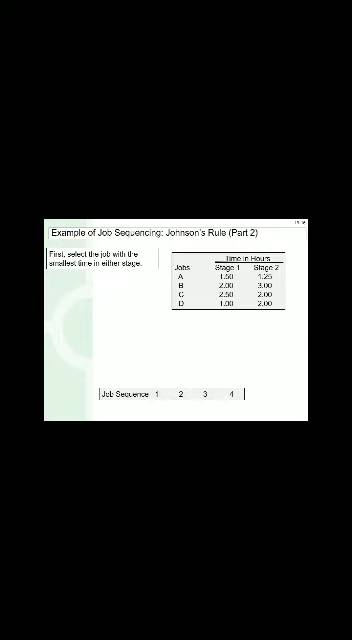 Example of Job Sequencing: Johnson's Rule (Part 2)
First, select the job with the
smallest time in either stage.
Time in Hours
Jobs Stage 1 Stage 2
A 1.50 1.25
B 2.00 3.00
C 2.50 2.00
D 1.00 2.00
Job Sequence 1 2 3 4